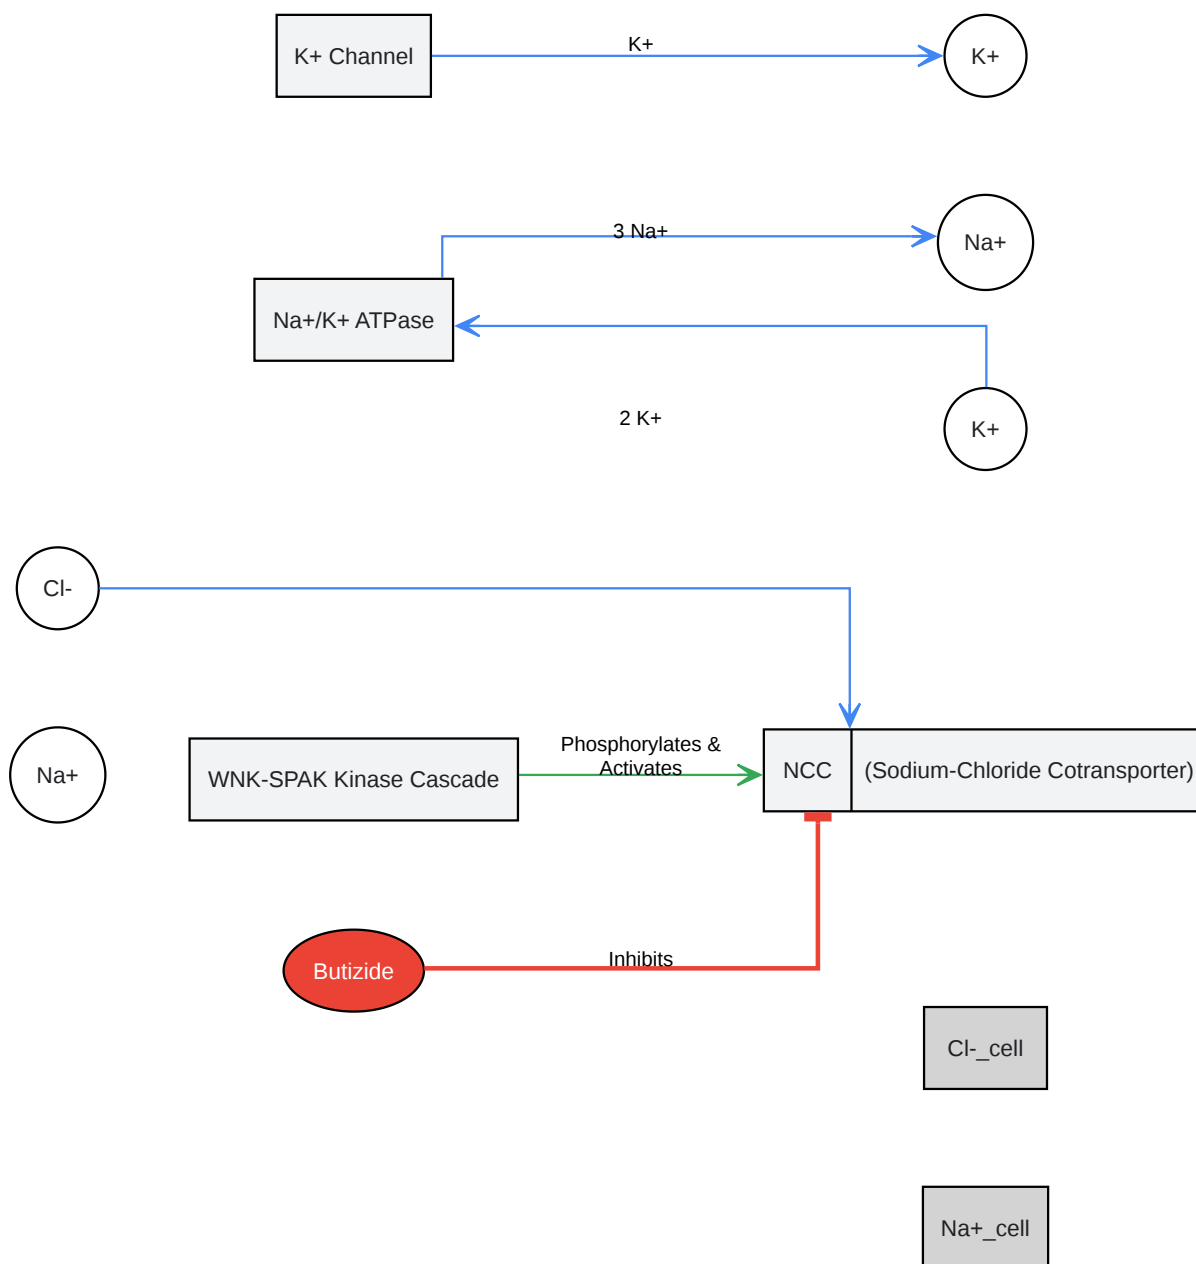 K+ Channel
K+
K+
3 Na+
Na+
Na+/K+ ATPase
2 K+
K+
Cl-
Na+
WNK-SPAK Kinase Cascade
Phosphorylates &
Activates
NCC
(Sodium-Chloride Cotransporter)
Butizide
Inhibits
Cl-_cell
Na+_cell